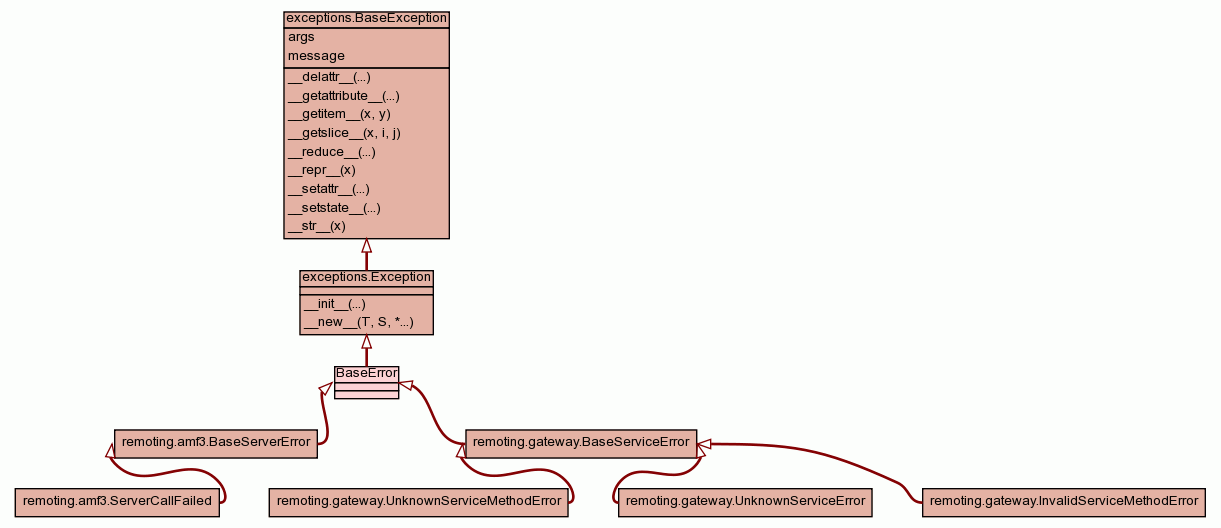 exceptions.BaseException
args
message
__delattr__(...)
__getattribute__(...)
__getitem__(x, y)
__getslice__(x, i, j)
__reduce__(...)
__repr__(x)
__setattr__(...)
__setstate__(...)
__str__(x)
exceptions.Exception
__init__(...)
__new__(T, S, *...)
BaseError
remoting.amf3.BaseServerError
remoting.gateway.BaseServiceError
remoting.amf3.ServerCallFailed
remoting.gateway.UnknownServiceMethodError
remoting.gateway.UnknownServiceError
remoting.gateway.InvalidServiceMethodError